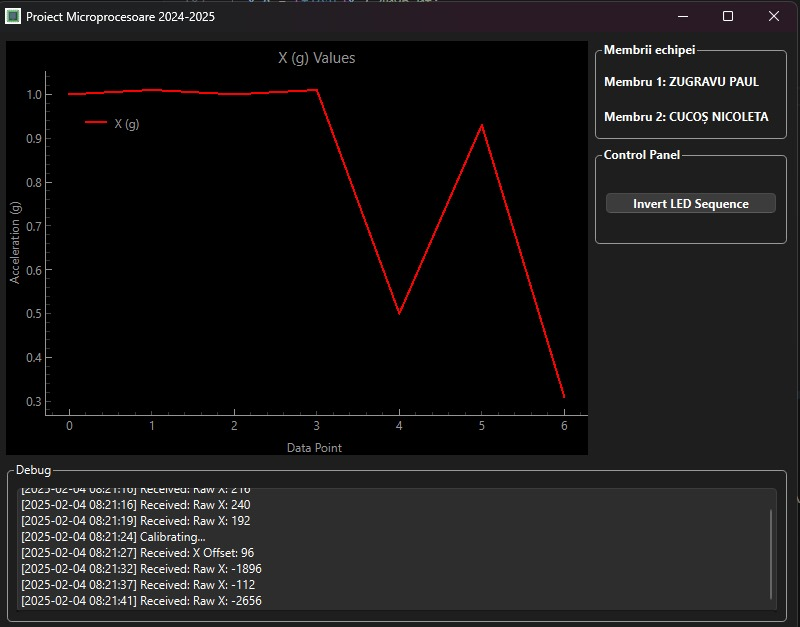 Proiect Microprocesoare 2024-2025
X (g) Values
X (g)
Acceleration (g)
1.0
0.9
0.8
0.7
0.6
0.5
0.4
0.3
0 1 2 3 4 5 6
Data Point
Membrii echipei
Membru 1: ZUGRAVU PAUL
Membru 2: CUCOȘ NICOLETA
Control Panel
Invert LED Sequence
Debug
[2025-02-04 08:21:16] Received: Raw X: 216
[2025-02-04 08:21:16] Received: Raw X: 240
[2025-02-04 08:21:19] Received: Raw X: 192
[2025-02-04 08:21:24] Calibrating...
[2025-02-04 08:21:27] Received: X Offset: 96
[2025-02-04 08:21:32] Received: Raw X: -1896
[2025-02-04 08:21:37] Received: Raw X: -112
[2025-02-04 08:21:41] Received: Raw X: -2656